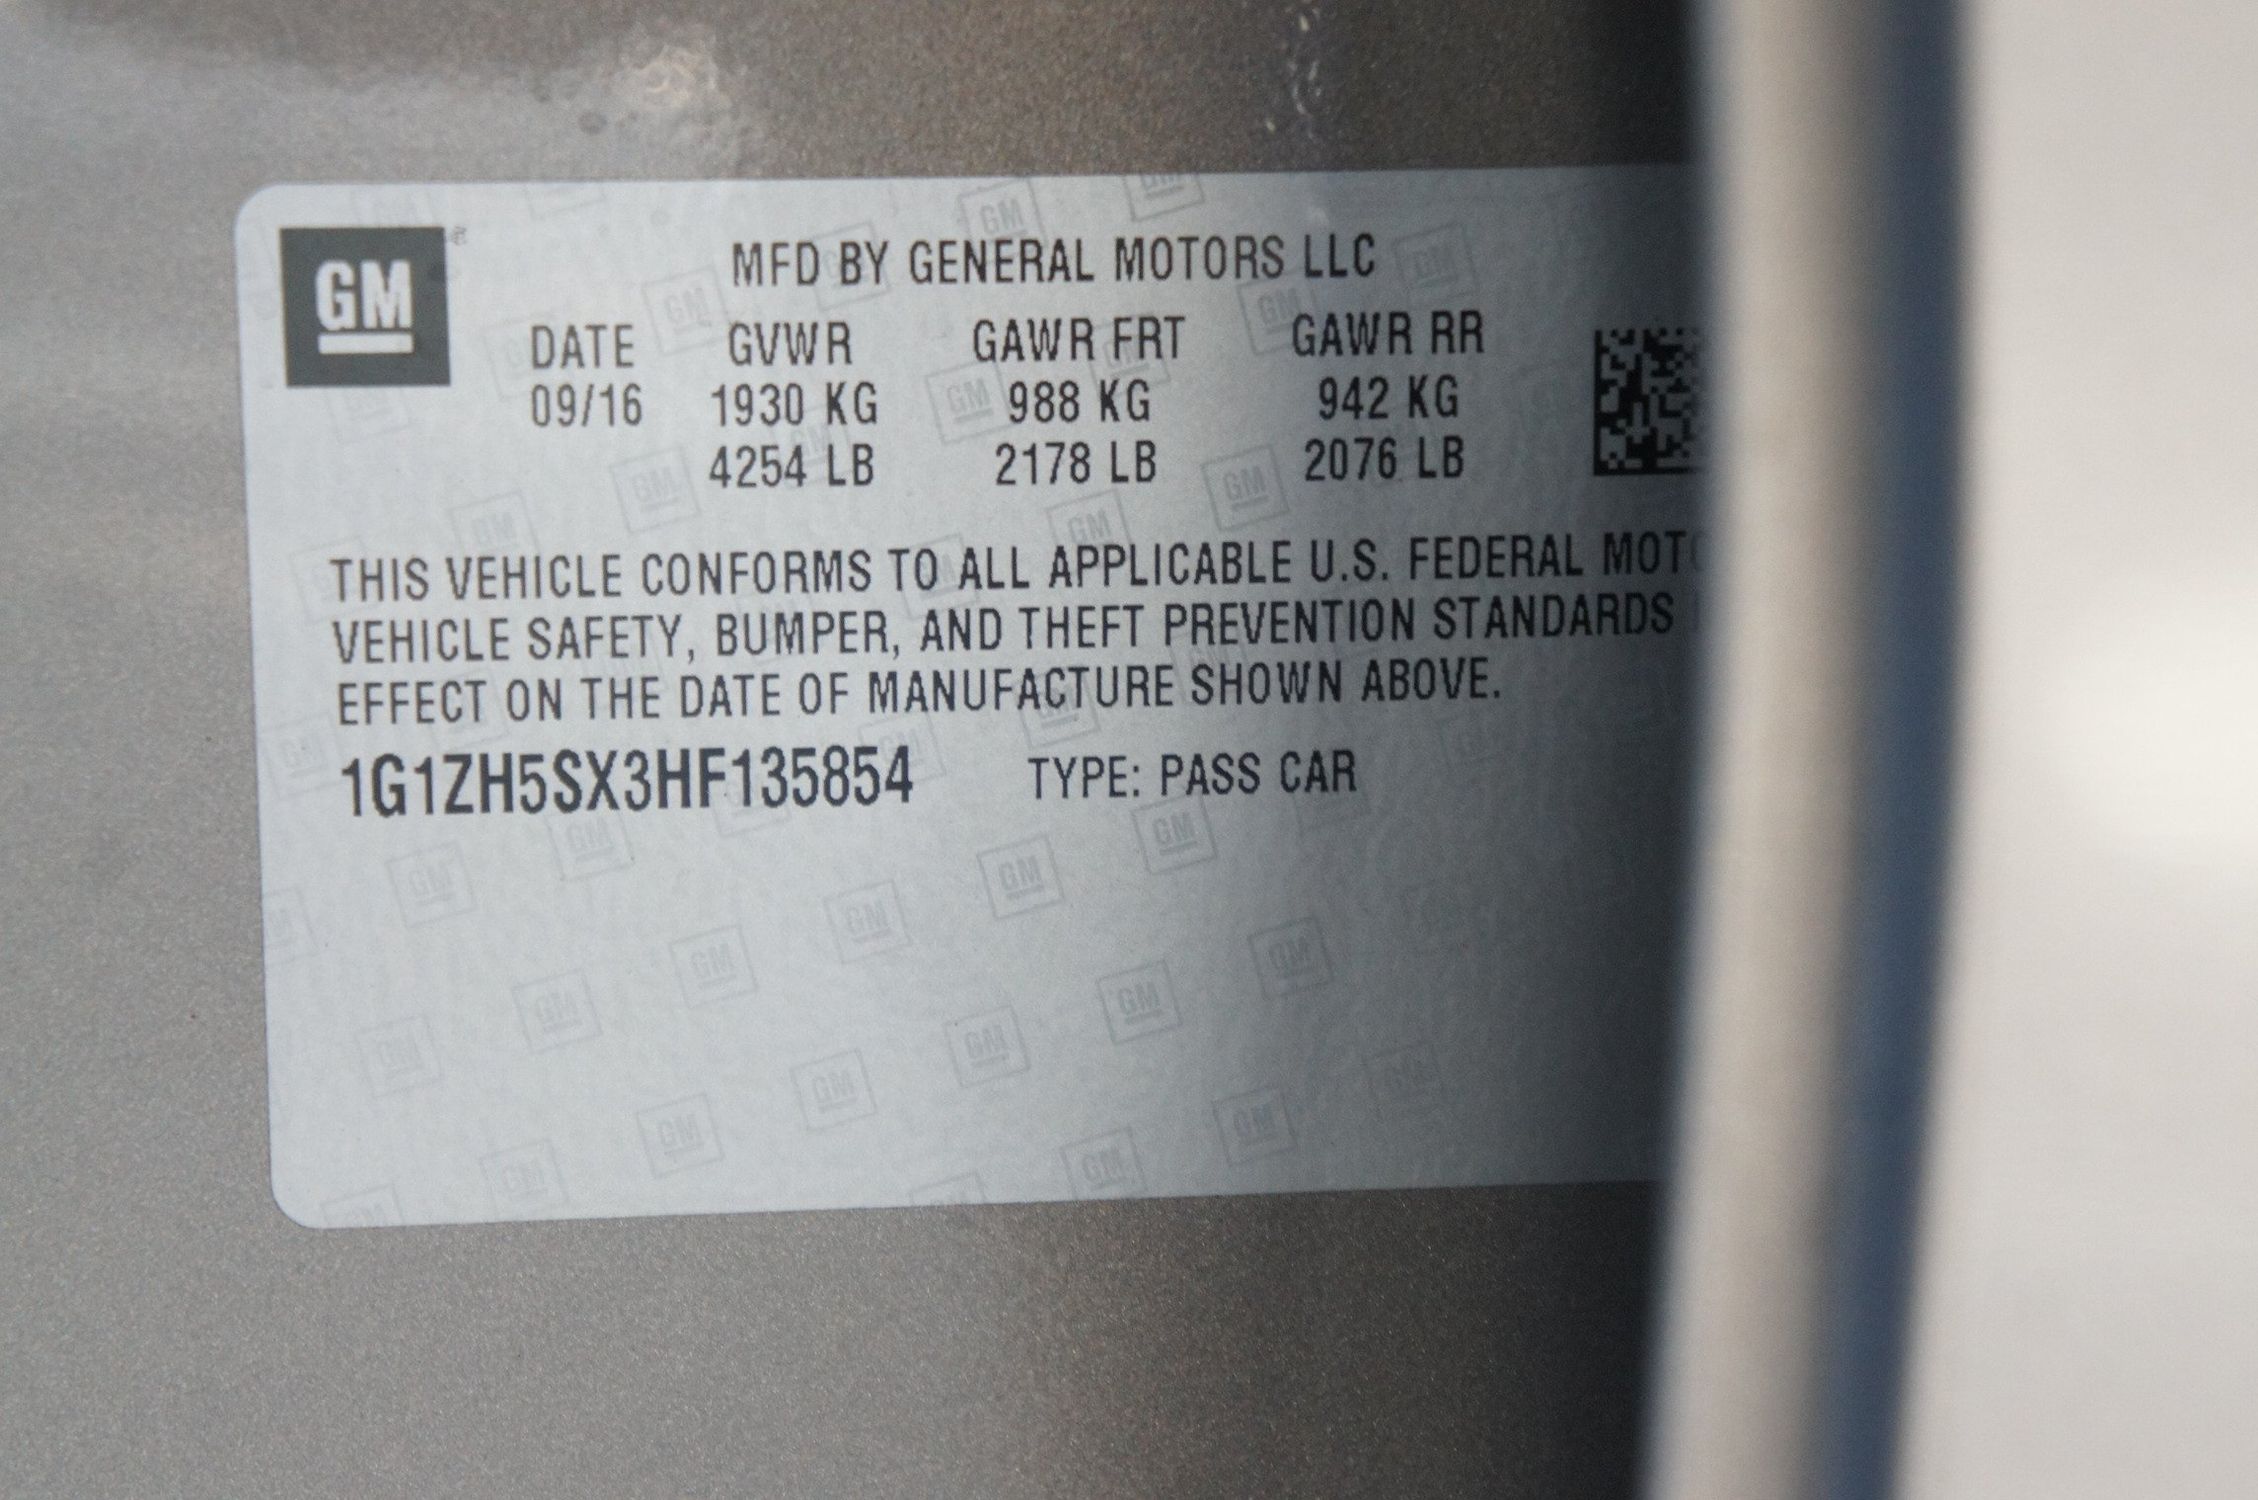 GM
MFD BY GENERAL MOTORS LLC
DATE GVWR GAWR FRT GAWR RR
09/16 1930 KG 988 KG 942 KG
4254 LB 2178 LB 2076 LB
THIS VEHICLE CONFORMS TO ALL APPLICABLE U.S. FEDERAL MOTO
VEHICLE SAFETY, BUMPER, AND THEFT PREVENTION STANDARDS
EFFECT ON THE DATE OF MANUFACTURE SHOWN ABOVE.
1G1ZH5SX3HF135854 TYPE: PASS CAR